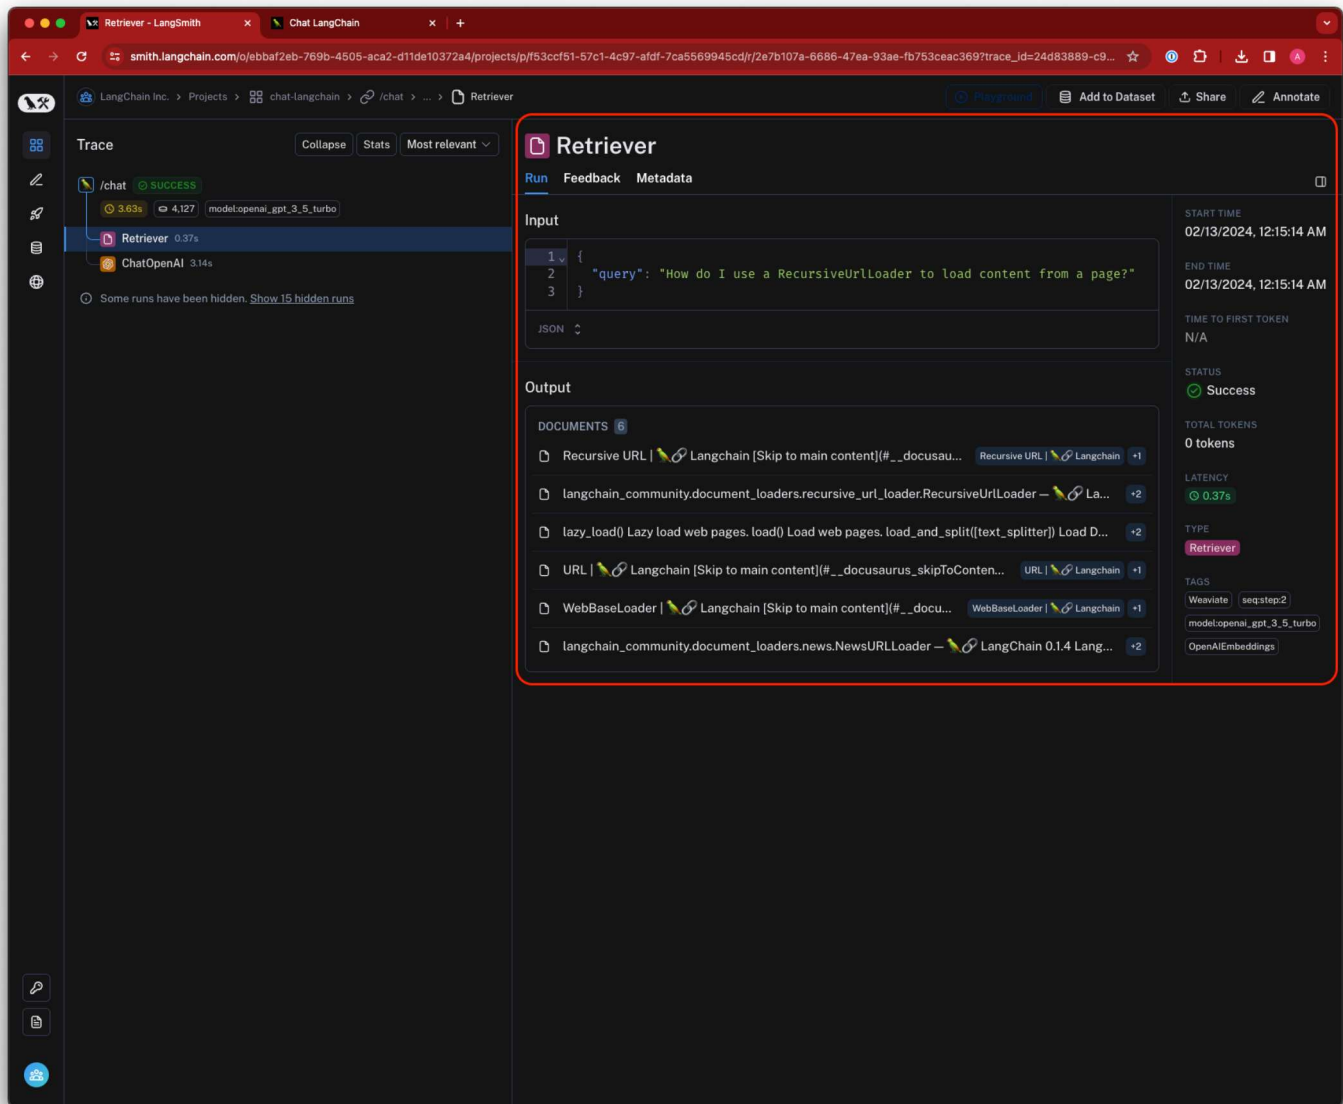 Retriever - LangSmith
Chat LangChain
smith.langchain.com/o/ebbaf2eb-769b-4505-aca2-d11de10372a4/projects/p/f53ccf51-57c1-4c97-afdf-7ca5569945cd/r/2e7b107a-6686-47ea-93ae-fb753ceac369?trace_id=24d83889-c9...
A
LangChain Inc. > Projects > chat-langchain > /chat > ... > Retriever
Playground
Add to Dataset
Share
Annotate
Trace
Collapse
Stats
Most relevant
/chat SUCCESS
3.63s 4,127 model:openai_gpt_3_5_turbo
Retriever 0.37s
ChatOpenAI 3.14s
Some runs have been hidden. Show 15 hidden runs
Retriever
Run Feedback Metadata
Input
1 {
2 "query": "How do I use a RecursiveUrlLoader to load content from a page?"
3 }
JSON
Output
DOCUMENTS 6
Recursive URL | 🦜🔗 Langchain [Skip to main content](#__docusau... Recursive URL | 🦜🔗 Langchain +1
langchain_community.document_loaders.recursive_url_loader.RecursiveUrlLoader — 🦜🔗 La... +2
lazy_load() Lazy load web pages. load() Load web pages. load_and_split([text_splitter]) Load D... +2
URL | 🦜🔗 Langchain [Skip to main content](#__docusaurus_skipToConten... URL | 🦜🔗 Langchain +1
WebBaseLoader | 🦜🔗 Langchain [Skip to main content](#__docu... WebBaseLoader | 🦜🔗 Langchain +1
langchain_community.document_loaders.news.NewsURLLoader — 🦜🔗 LangChain 0.1.4 Lang... +2
START TIME
02/13/2024, 12:15:14 AM
END TIME
02/13/2024, 12:15:14 AM
TIME TO FIRST TOKEN
N/A
STATUS
Success
TOTAL TOKENS
0 tokens
LATENCY
0.37s
TYPE
Retriever
TAGS
Weaviate seq:step:2
model:openai_gpt_3_5_turbo
OpenAIEmbeddings